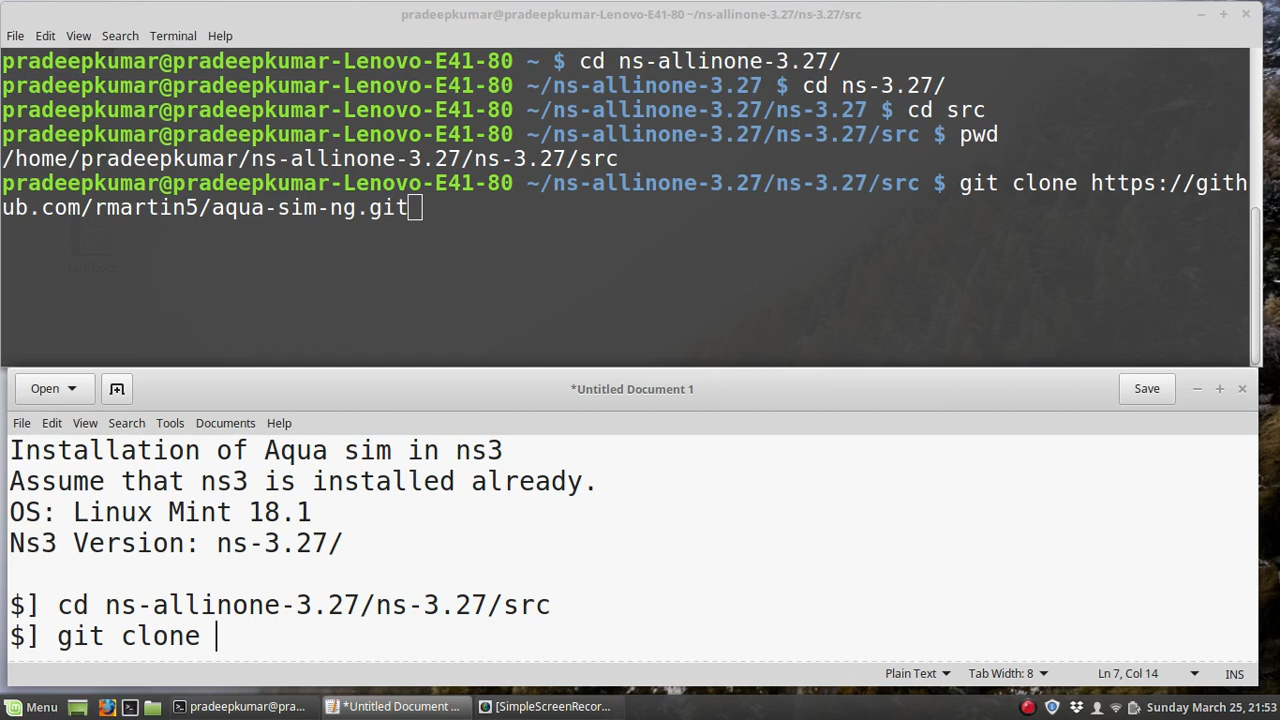 pradeepkumar@pradeepkumar-Lenovo-E41-80 ~/ns-allinone-3.27/ns-3.27/src
File Edit View Search Terminal Help
pradeepkumar@pradeepkumar-Lenovo-E41-80 ~ $ cd ns-allinone-3.27/
pradeepkumar@pradeepkumar-Lenovo-E41-80 ~/ns-allinone-3.27 $ cd ns-3.27/
pradeepkumar@pradeepkumar-Lenovo-E41-80 ~/ns-allinone-3.27/ns-3.27 $ cd src
pradeepkumar@pradeepkumar-Lenovo-E41-80 ~/ns-allinone-3.27/ns-3.27/src $ pwd
/home/pradeepkumar/ns-allinone-3.27/ns-3.27/src
pradeepkumar@pradeepkumar-Lenovo-E41-80 ~/ns-allinone-3.27/ns-3.27/src $ git clone https://gith
ub.com/rmartin5/aqua-sim-ng.git
Open *Untitled Document 1 Save
File Edit View Search Tools Documents Help
Installation of Aqua sim in ns3
Assume that ns3 is installed already.
OS: Linux Mint 18.1
Ns3 Version: ns-3.27/
$] cd ns-allinone-3.27/ns-3.27/src
$] git clone
Plain Text Tab Width: 8 Ln 7, Col 14 INS
Menu pradeepkumar@pra... *Untitled Document ... [SimpleScreenRecor... Sunday March 25, 21:53